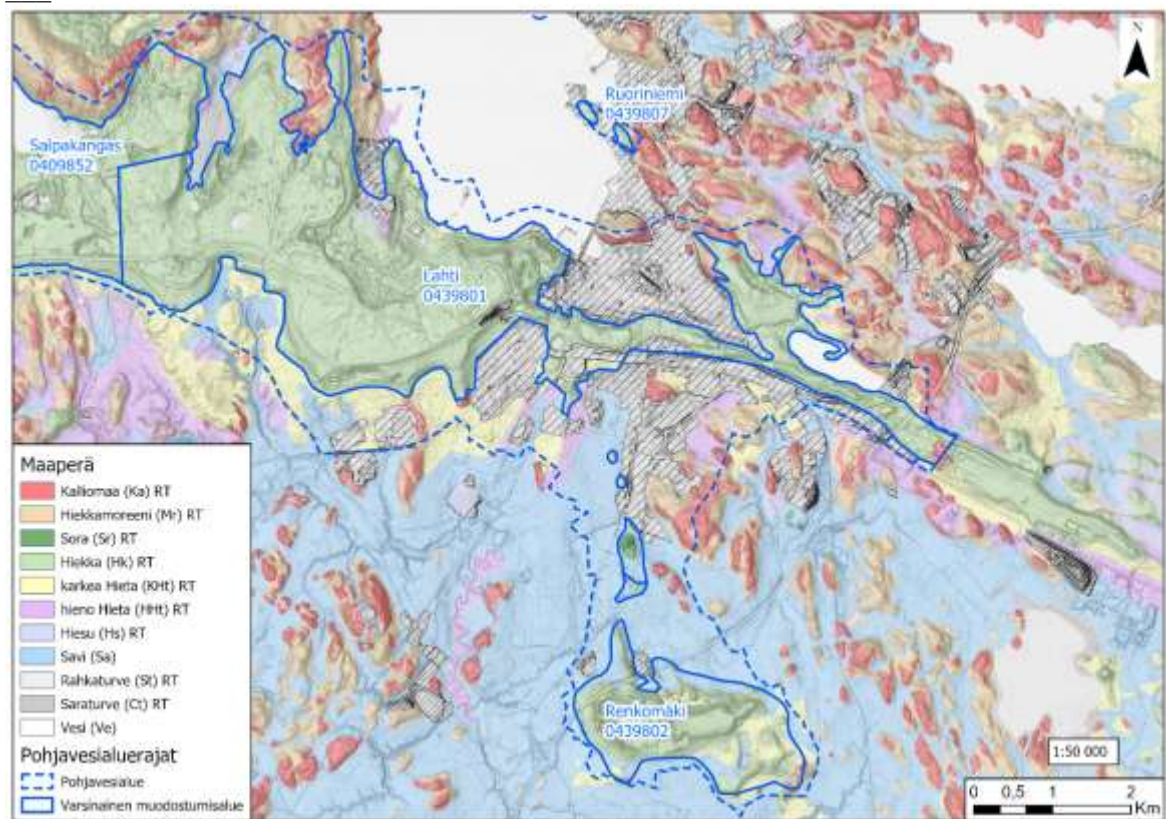 N
Ruoriniemi
0439807
Salpakangas
0409852
Lahti
0439801
Renkomäki
0439802
Maaperä
Kalliomaa (Ka) RT
Hiekkamoreeni (Mr) RT
Sora (Sr) RT
Hiekka (Hk) RT
karkea Hieta (KHt) RT
hieno Hieta (HHt) RT
Hiesu (Hs) RT
Savi (Sa)
Rahkaturve (St) RT
Saraturve (Ct) RT
Vesi (Ve)
Pohjavesialuerajat
Pohjavesialue
Varsinainen muodostumisalue
1:50 000
0 0,5 1 2
Km